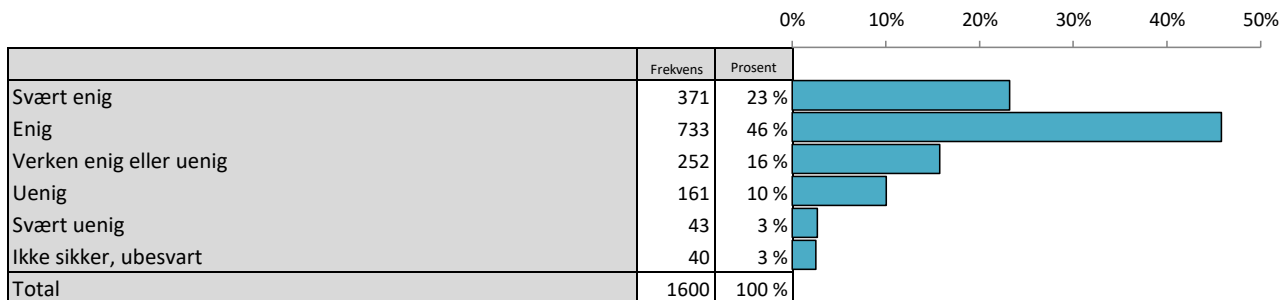 0% 10% 20% 30% 40% 50%
Frekvens Prosent
Svært enig 371 23 %
Enig 733 46 %
Verken enig eller uenig 252 16 %
Uenig 161 10 %
Svært uenig 43 3 %
Ikke sikker, ubesvart 40 3 %
Total 1600 100 %